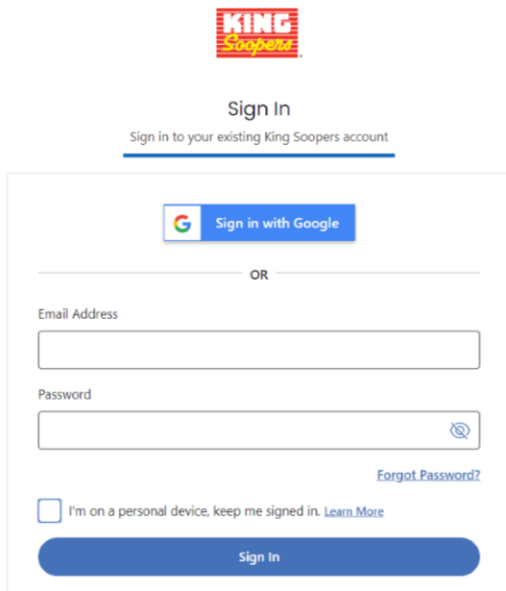 KING
Soopers
Sign In
Sign in to your existing King Soopers account
G Sign in with Google
OR
Email Address
Password
Forgot Password?
I'm on a personal device, keep me signed in. Learn More
Sign In